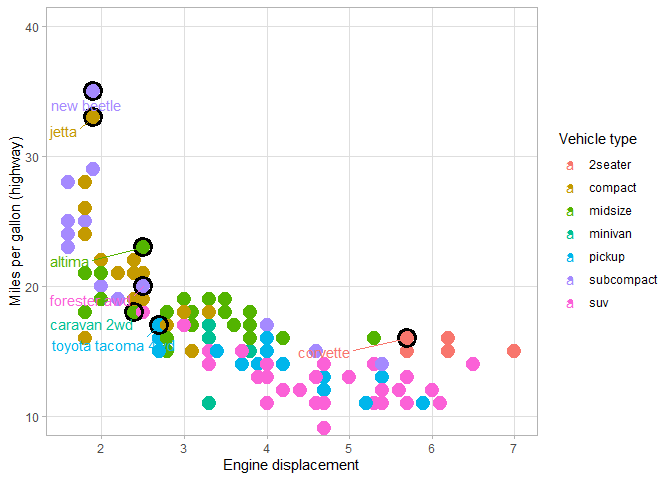 40
30
20
10
Miles per gallon (highway)
new beetle
jetta
altima
forester awd
caravan 2wd
toyota tacoma 4wd
corvette
2
3
4
5
6
7
Engine displacement
Vehicle type
a 2seater
a compact
a midsize
a minivan
a pickup
a subcompact
a suv